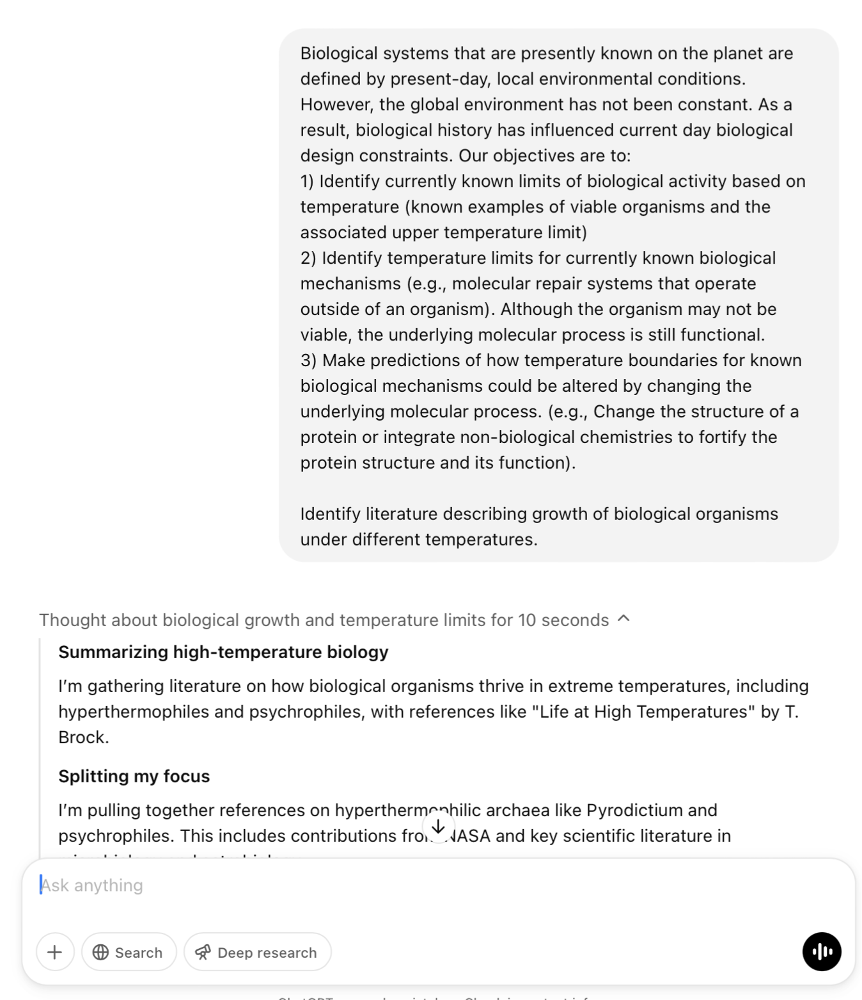 Biological systems that are presently known on the planet are
defined by present-day, local environmental conditions.
However, the global environment has not been constant. As a
result, biological history has influenced current day biological
design constraints. Our objectives are to:
1) Identify currently known limits of biological activity based on
temperature (known examples of viable organisms and the
associated upper temperature limit)
2) Identify temperature limits for currently known biological
mechanisms (e.g., molecular repair systems that operate
outside of an organism). Although the organism may not be
viable, the underlying molecular process is still functional.
3) Make predictions of how temperature boundaries for known
biological mechanisms could be altered by changing the
underlying molecular process. (e.g., Change the structure of a
protein or integrate non-biological chemistries to fortify the
protein structure and its function).
Identify literature describing growth of biological organisms
under different temperatures.
Thought about biological growth and temperature limits for 10 seconds
Summarizing high-temperature biology
I’m gathering literature on how biological organisms thrive in extreme temperatures, including
hyperthermophiles and psychrophiles, with references like "Life at High Temperatures" by T.
Brock.
Splitting my focus
I’m pulling together references on hyperthermophilic archaea like Pyrodictium and
psychrophiles. This includes contributions from NASA and key scientific literature in
Ask anything
Search
Deep research